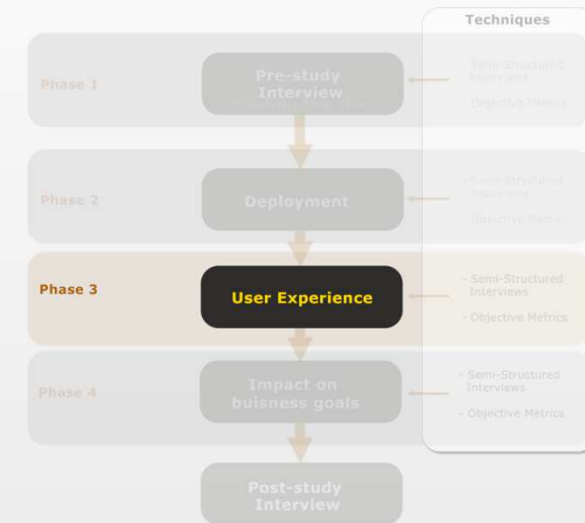 Techniques
Phase 1
Pre-study
Interview
- Semi-Structured
Interviews
- Objective Metrics
Phase 2
Deployment
- Semi-Structured
Interviews
- Objective Metrics
Phase 3
User Experience
- Semi-Structured
Interviews
- Objective Metrics
Phase 4
Impact on
buisness goals
- Semi-Structured
Interviews
- Objective Metrics
Post-study
Interview